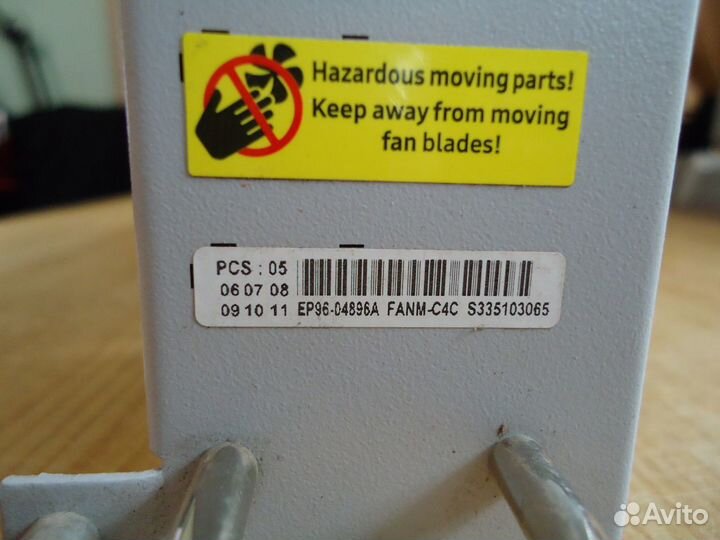 Hazardous moving parts!
Keep away from moving
fan blades!
PCS : 05
06 07 08
09 10 11 EP96-04896A FANM-C4C S335103065
Avito